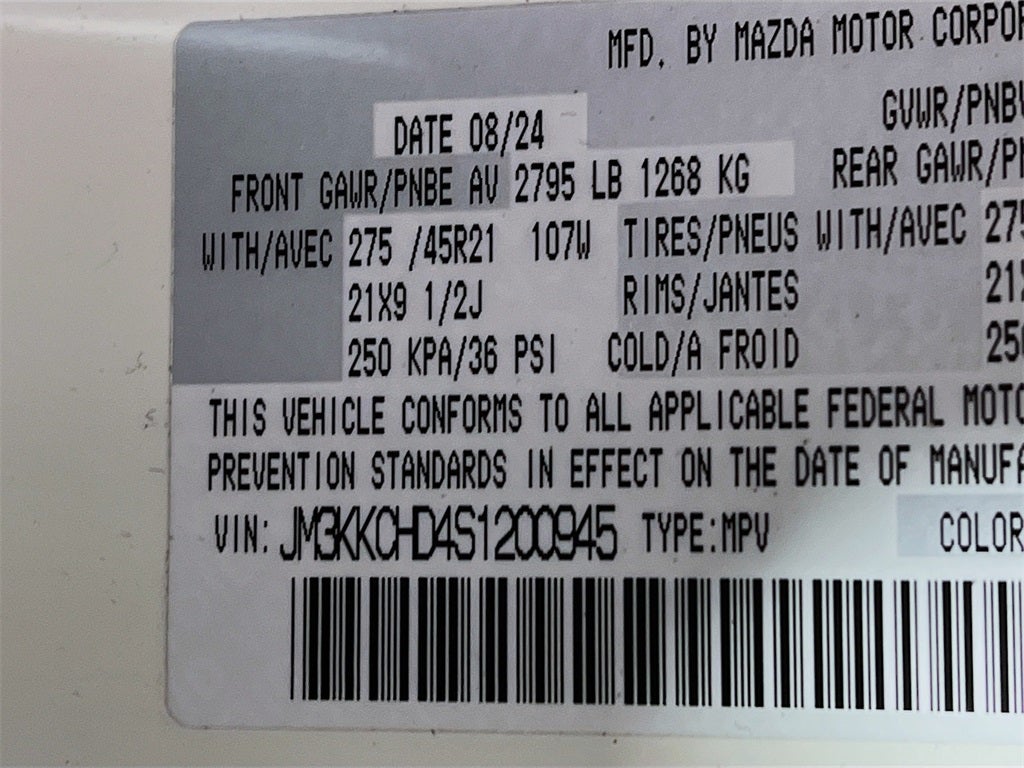 MFD. BY MAZDA MOTOR CORPOR
DATE 08/24 GVWR/PNBV
FRONT GAWR/PNBE AV 2795 LB 1268 KG REAR GAWR/PN
WITH/AVEC 275 /45R21 107W TIRES/PNEUS WITH/AVEC 275
21X9 1/2J RIMS/JANTES 21X
250 KPA/36 PSI COLD/A FROID 250
THIS VEHICLE CONFORMS TO ALL APPLICABLE FEDERAL MOTO
PREVENTION STANDARDS IN EFFECT ON THE DATE OF MANUFA
VIN: JM3KKCHD4S1200945 TYPE:MPV COLOR